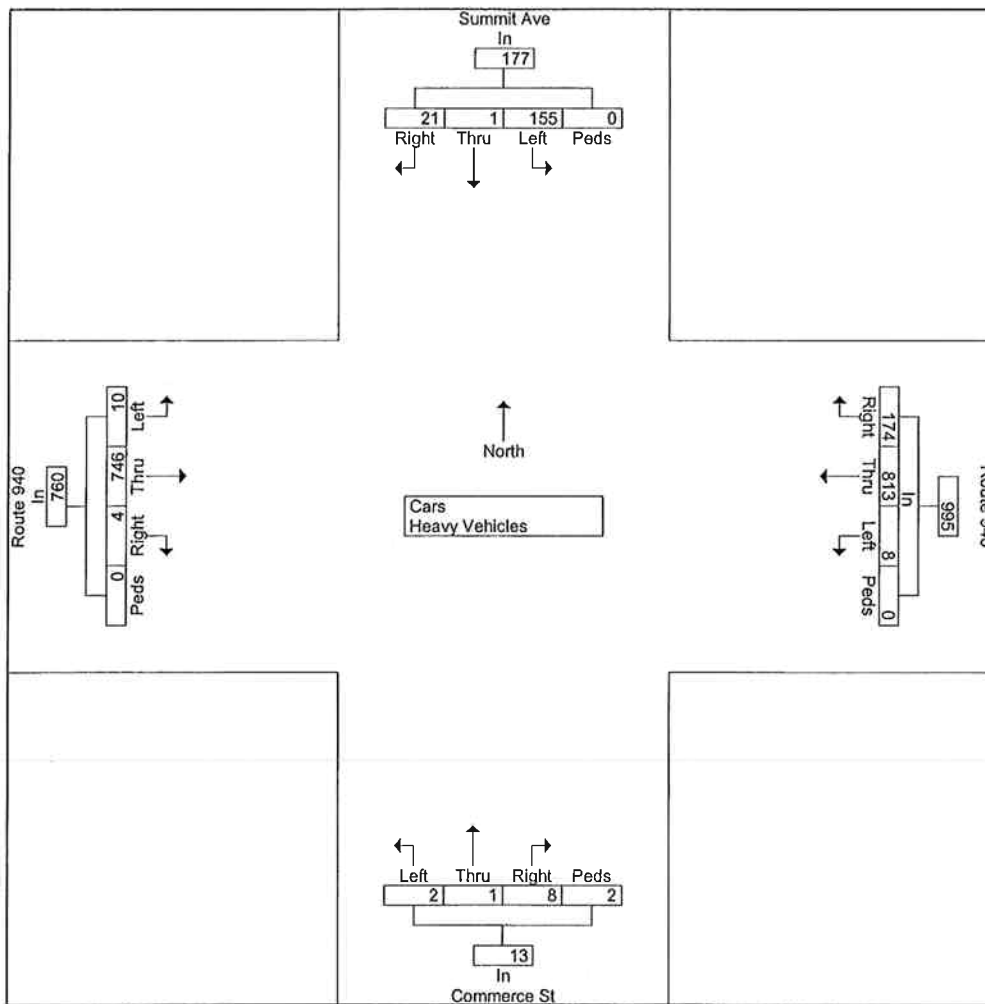 Summit Ave
In
177
21 1 155 0
Right Thru Left Peds
Route 940
In
760
10 746 4 0
Left Thru Right Peds
North
Cars
Heavy Vehicles
Right Thru Left Peds
174 813 8 0
In
995
Left Thru Right Peds
2 1 8 2
13
In
Commerce St